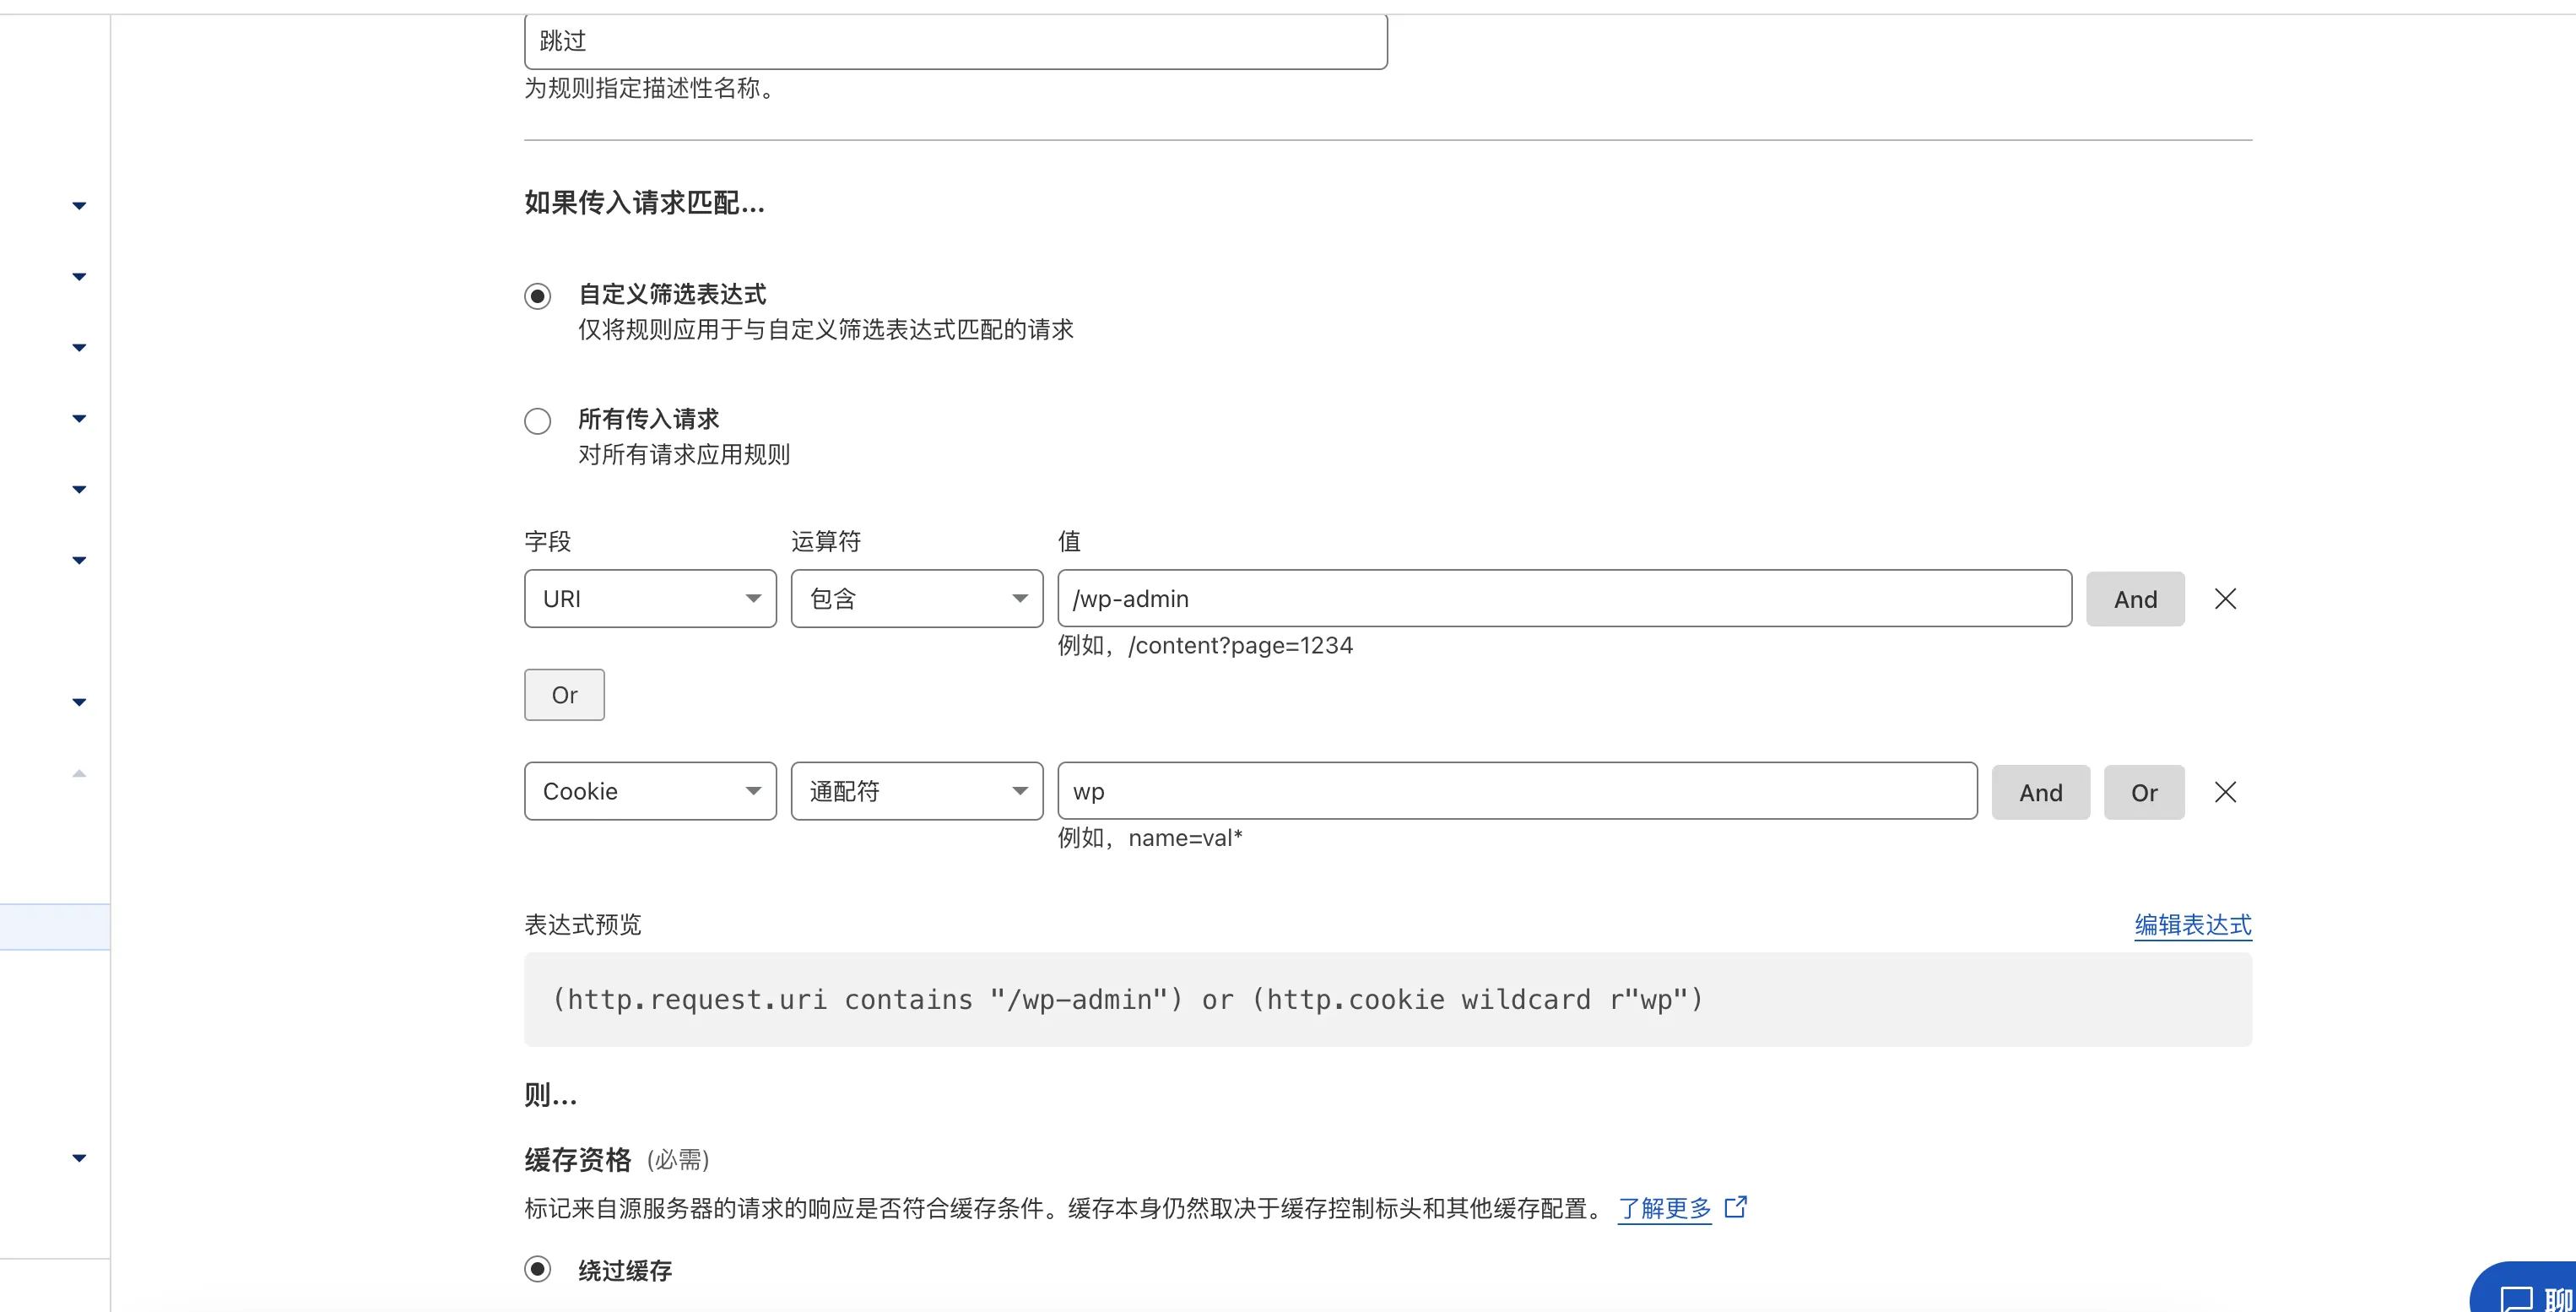 跳过
为规则指定描述性名称。
如果传入请求匹配...
自定义筛选表达式
仅将规则应用于与自定义筛选表达式匹配的请求
所有传入请求
对所有请求应用规则
字段 运算符 值
URI 包含 /wp-admin And
例如，/content?page=1234
Or
Cookie 通配符 wp And Or
例如，name=val*
表达式预览 编辑表达式
(http.request.uri contains "/wp-admin") or (http.cookie wildcard r"wp")
则...
缓存资格 (必需)
标记来自源服务器的请求的响应是否符合缓存条件。缓存本身仍然取决于缓存控制标头和其他缓存配置。 了解更多
绕过缓存
聊